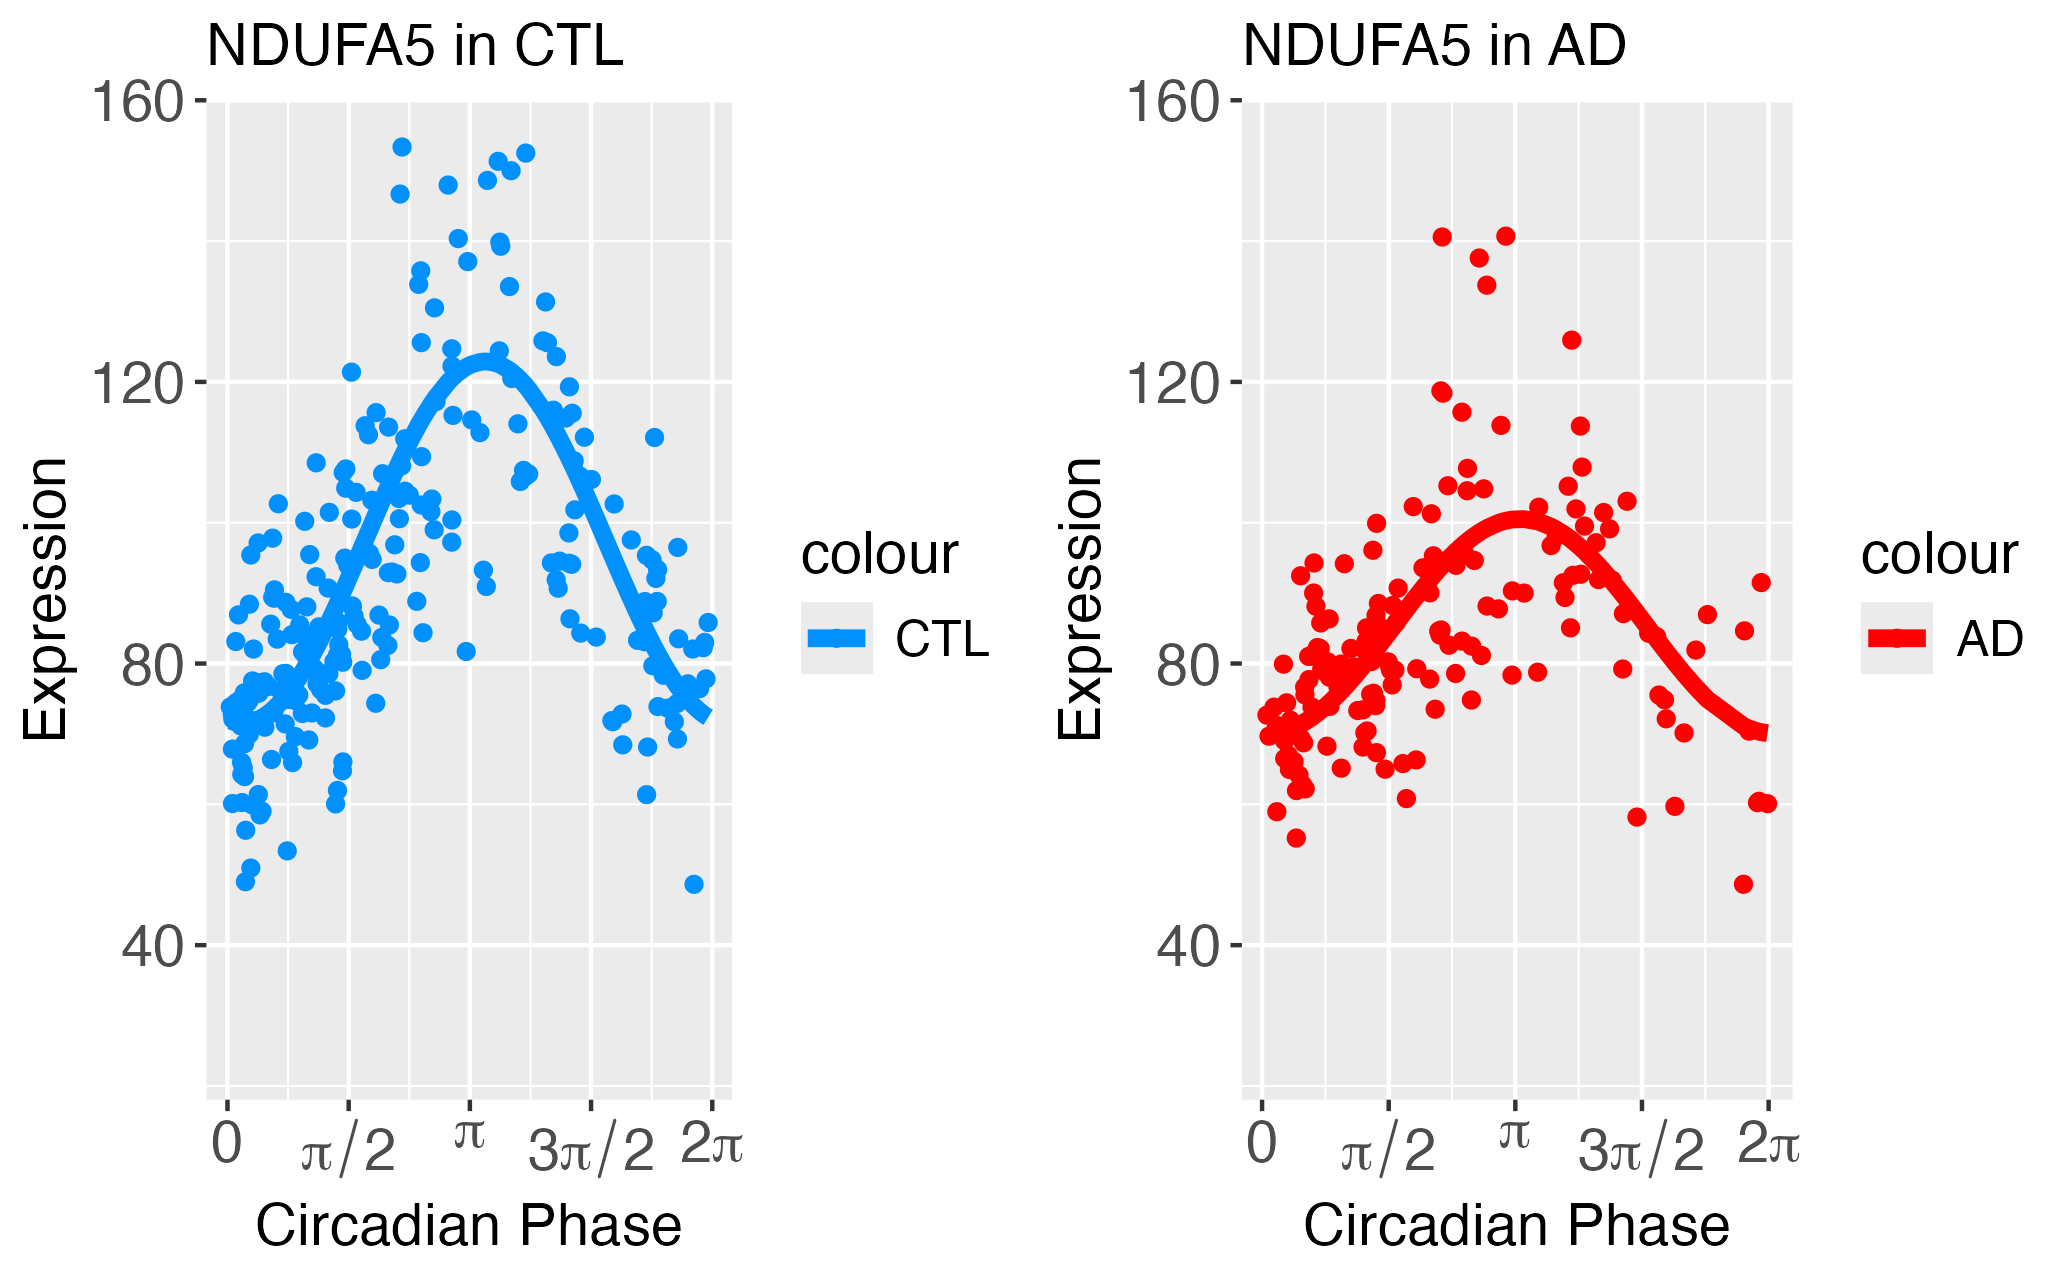 NDUFA5 in CTL
160
120
80
40
Expression
0
π/2
π
3π/2
2π
Circadian Phase
colour
CTL
NDUFA5 in AD
160
120
80
40
Expression
0
π/2
π
3π/2
2π
Circadian Phase
colour
AD